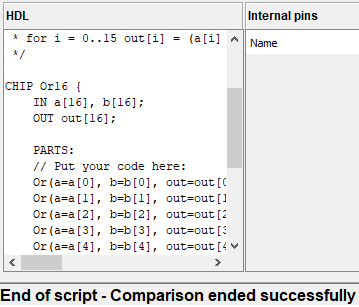 HDL
Internal pins
* for i = 0..15 out[i] = (a[i]
*/
CHIP Or16 {
IN a[16], b[16];
OUT out[16];
PARTS:
// Put your code here:
Or(a=a[0], b=b[0], out=out[0
Or(a=a[1], b=b[1], out=out[1
Or(a=a[2], b=b[2], out=out[2
Or(a=a[3], b=b[3], out=out[3
Or(a=a[4], b=b[4], out=out[4
Name
End of script - Comparison ended successfully